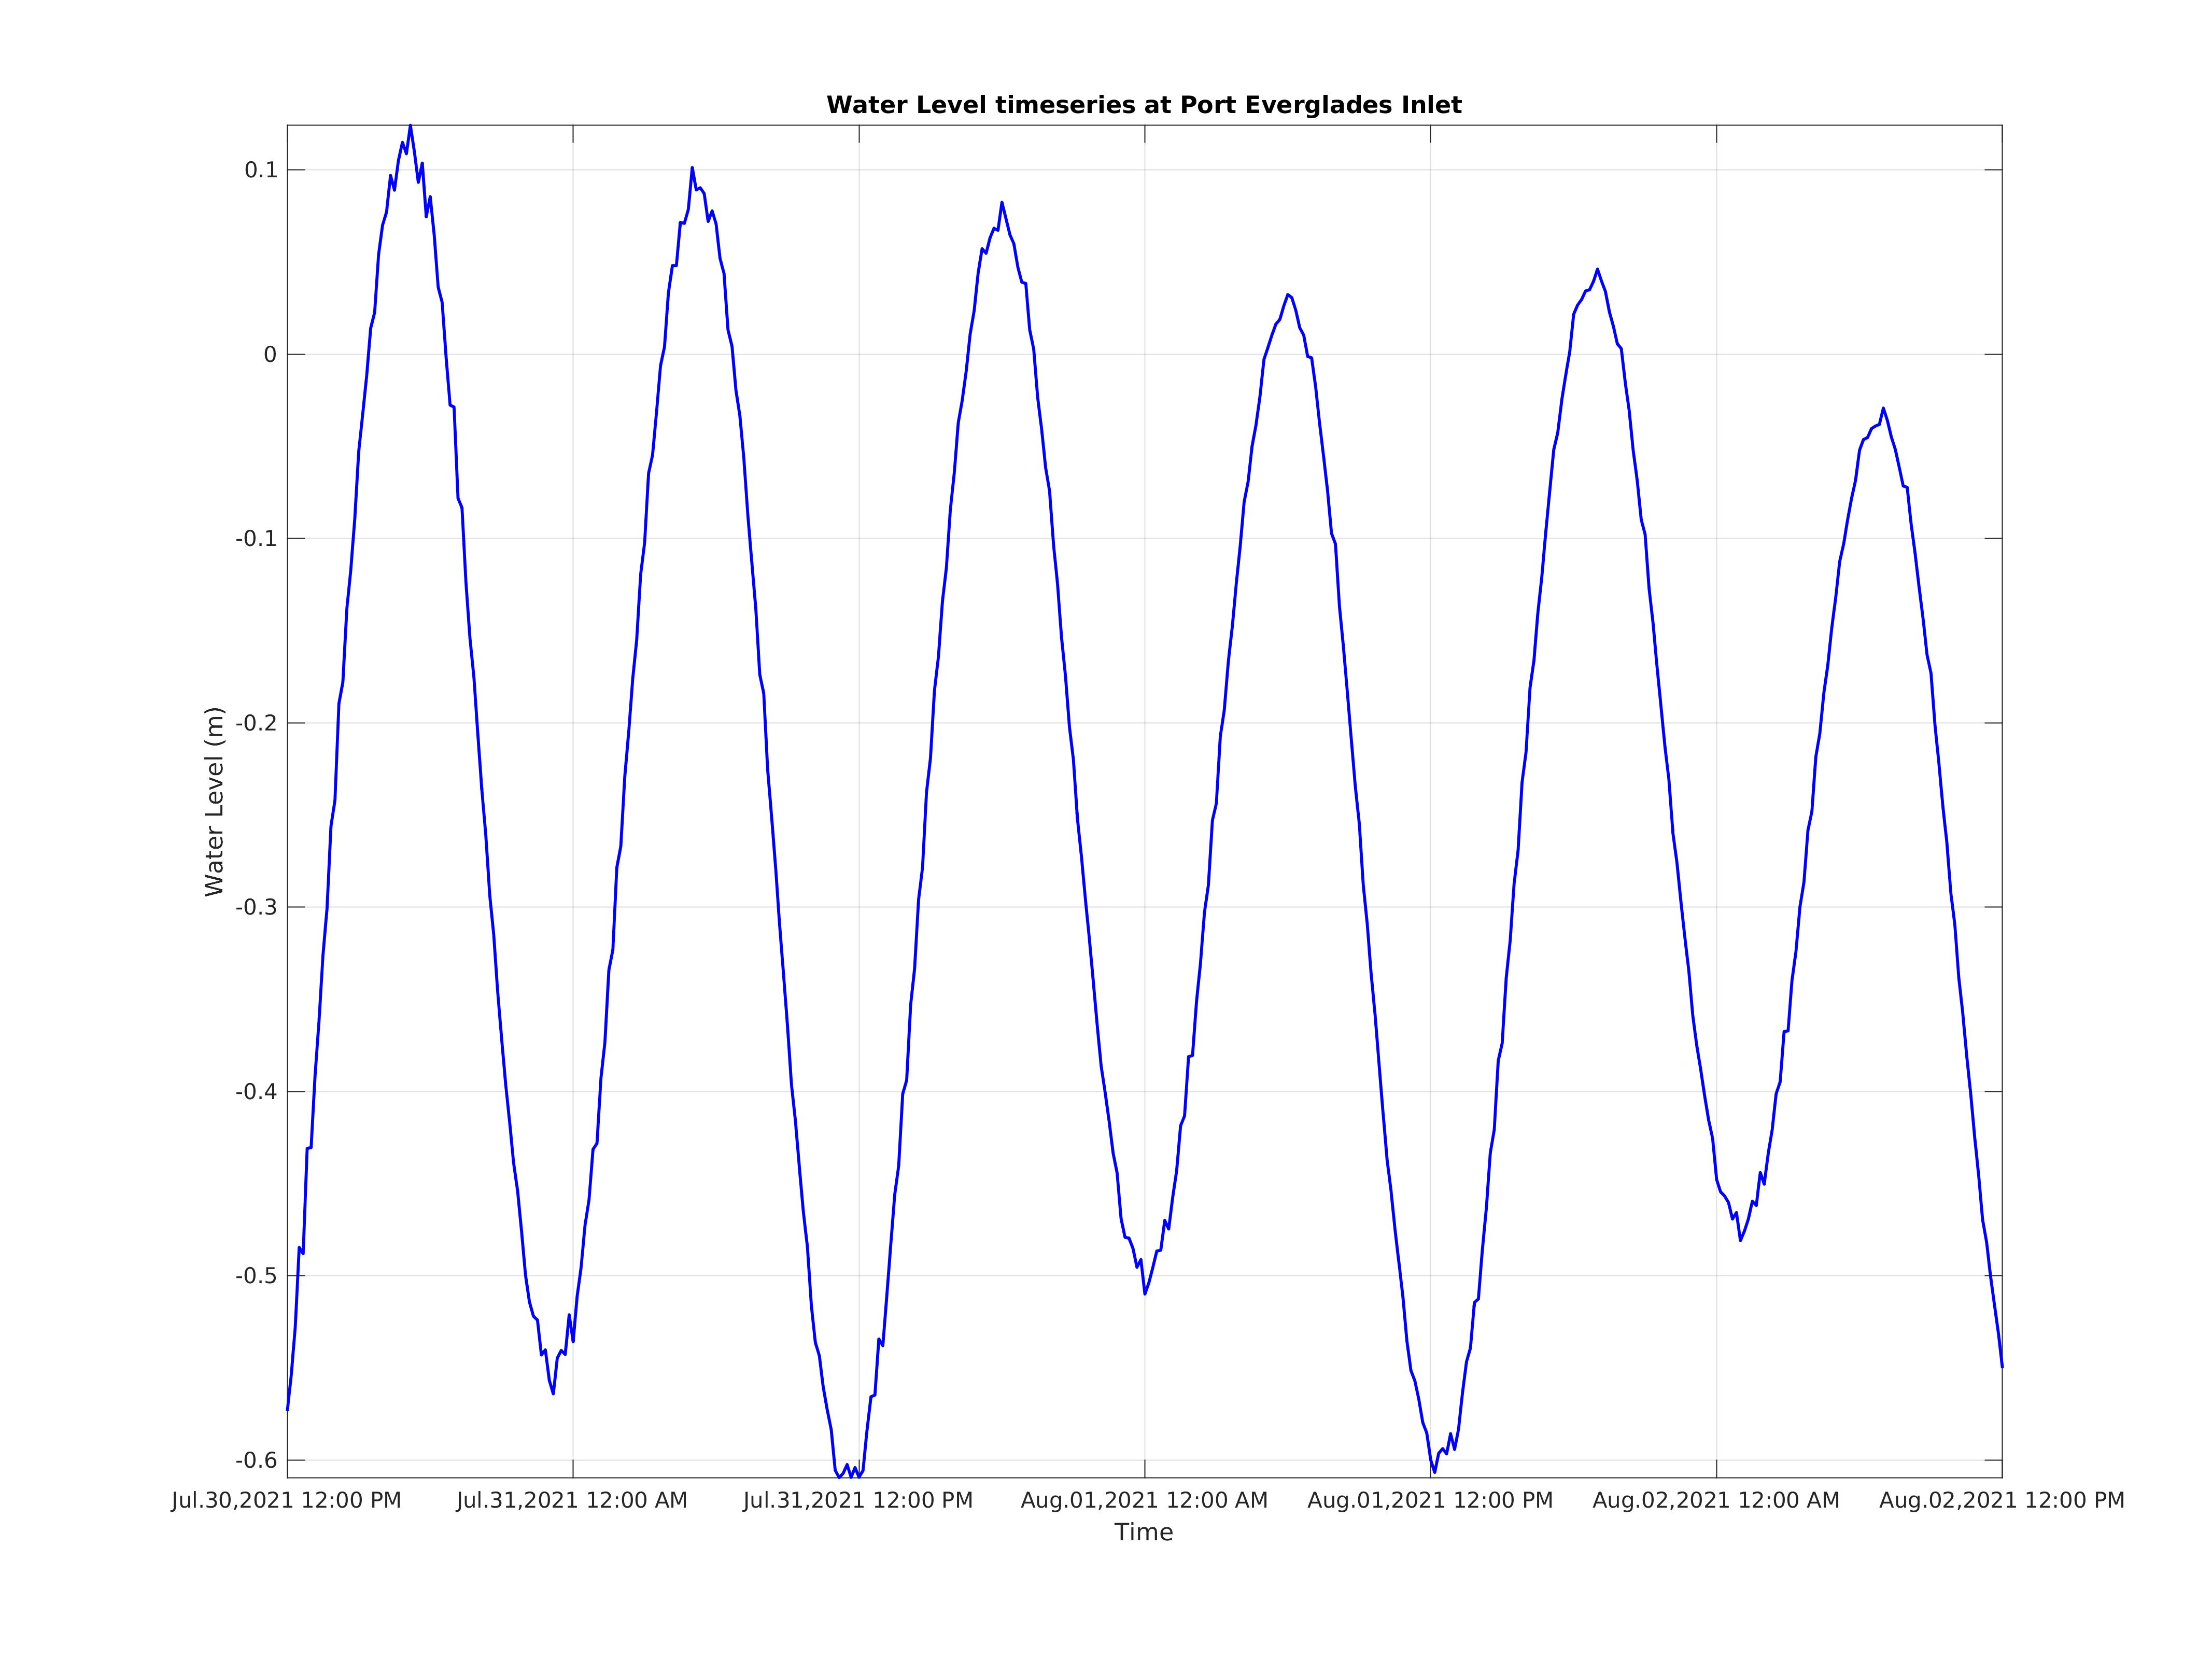 Water Level timeseries at Port Everglades Inlet
0.1
0
-0.1
-0.2
-0.3
-0.4
-0.5
-0.6
Water Level (m)
Jul.30,2021 12:00 PM Jul.31,2021 12:00 AM Jul.31,2021 12:00 PM Aug.01,2021 12:00 AM Aug.01,2021 12:00 PM Aug.02,2021 12:00 AM Aug.02,2021 12:00 PM
Time